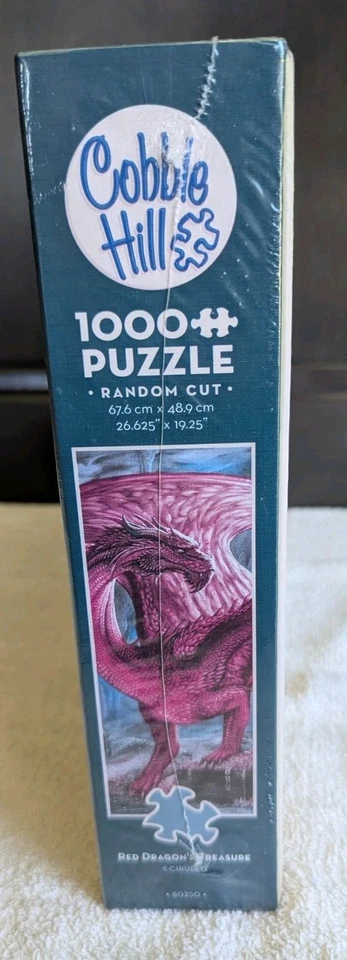 Cobble
Hill
1000
PUZZLE
• RANDOM CUT •
67.6 cm x 48.9 cm
26.625" x 19.25"
RED DRAGON'S TREASURE
©CIRUELO
• 80250 •